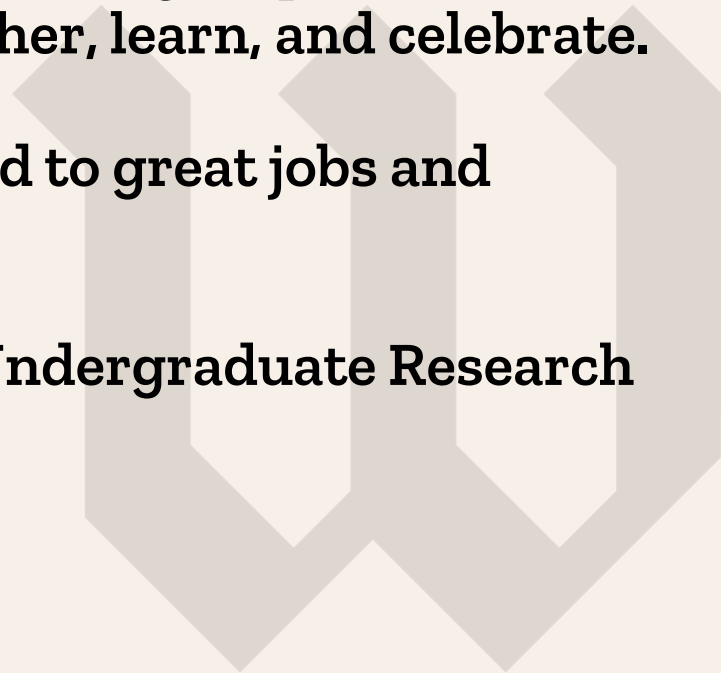 her, learn, and celebrate.
d to great jobs and
ndergraduate Research